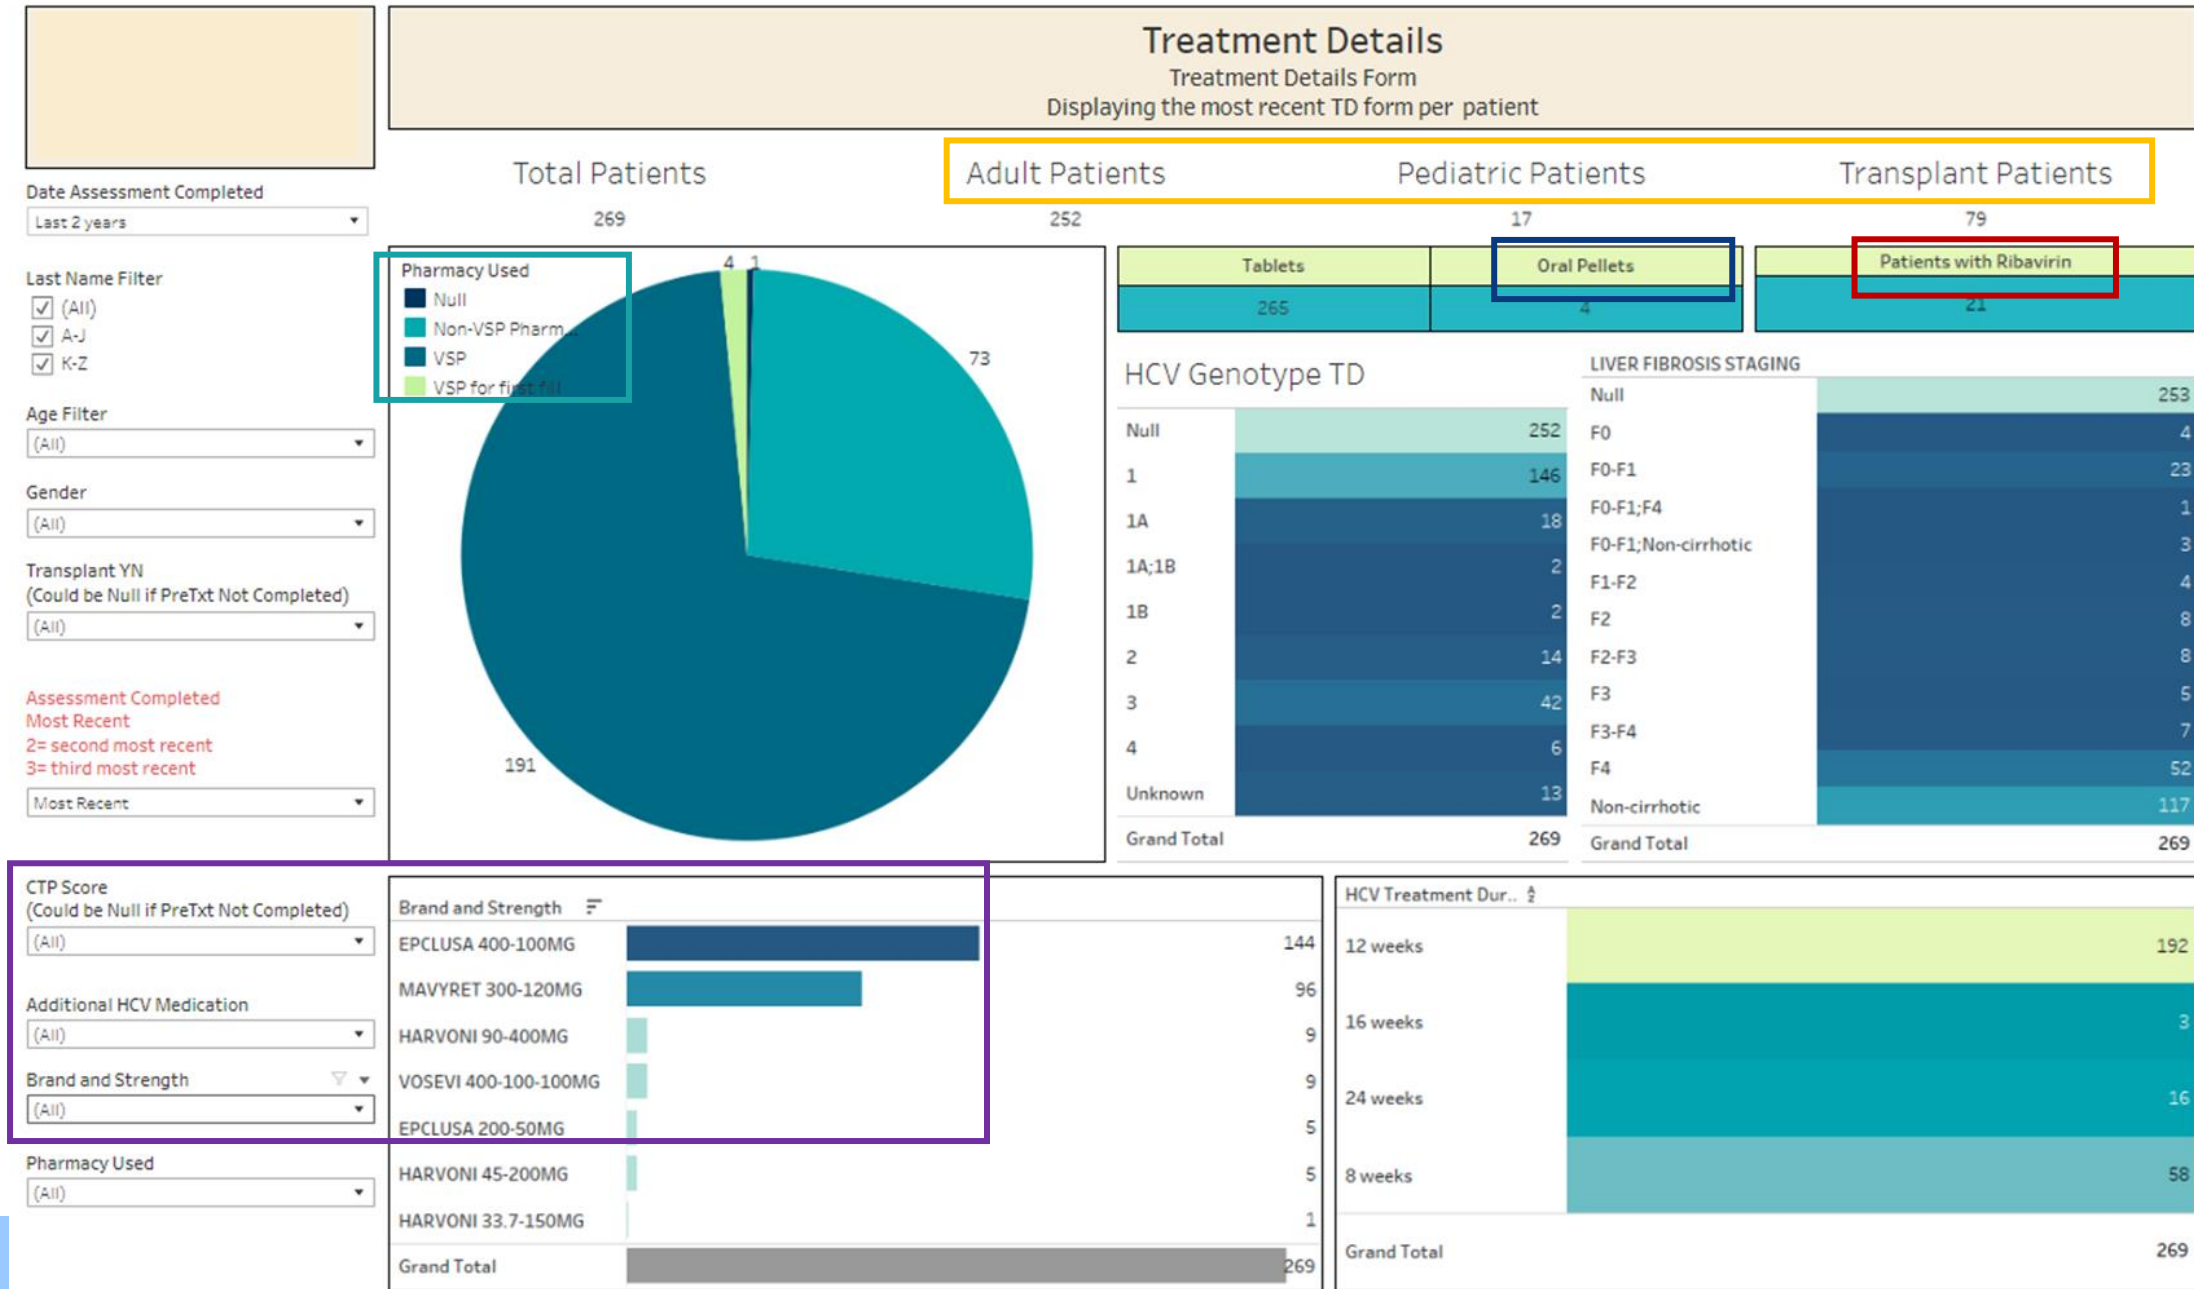 Treatment Details
Treatment Details Form
Displaying the most recent TD form per patient
Total Patients
269
Adult Patients
252
Pediatric Patients
17
Transplant Patients
79
Date Assessment Completed
Last 2 years
Last Name Filter
(All)
A-J
K-Z
Age Filter
(All)
Gender
(All)
Transplant YN
(Could be Null if PreTxt Not Completed)
(All)
Assessment Completed
Most Recent
2= second most recent
3= third most recent
Most Recent
CTP Score
(Could be Null if PreTxt Not Completed)
(All)
Additional HCV Medication
(All)
Brand and Strength
(All)
Pharmacy Used
(All)
Pharmacy Used
Null
Non-VSP Pharm...
VSP
VSP for first fill
4 1
73
191
Tablets
265
Oral Pellets
4
Patients with Ribavirin
21
HCV Genotype TD
Null 252
1 146
1A 18
1A;1B 2
1B 2
2 14
3 42
4 6
Unknown 13
Grand Total 269
LIVER FIBROSIS STAGING
Null 253
F0 4
F0-F1 23
F0-F1;F4 1
F0-F1;Non-cirrhotic 3
F1-F2 4
F2 8
F2-F3 8
F3 5
F3-F4 7
F4 52
Non-cirrhotic 117
Grand Total 269
Brand and Strength
EPCLUSA 400-100MG 144
MAVYRET 300-120MG 96
HARVONI 90-400MG 9
VOSEVI 400-100-100MG 9
EPCLUSA 200-50MG 5
HARVONI 45-200MG 5
HARVONI 33.7-150MG 1
Grand Total 269
HCV Treatment Dur..
12 weeks 192
16 weeks 3
24 weeks 16
8 weeks 58
Grand Total 269